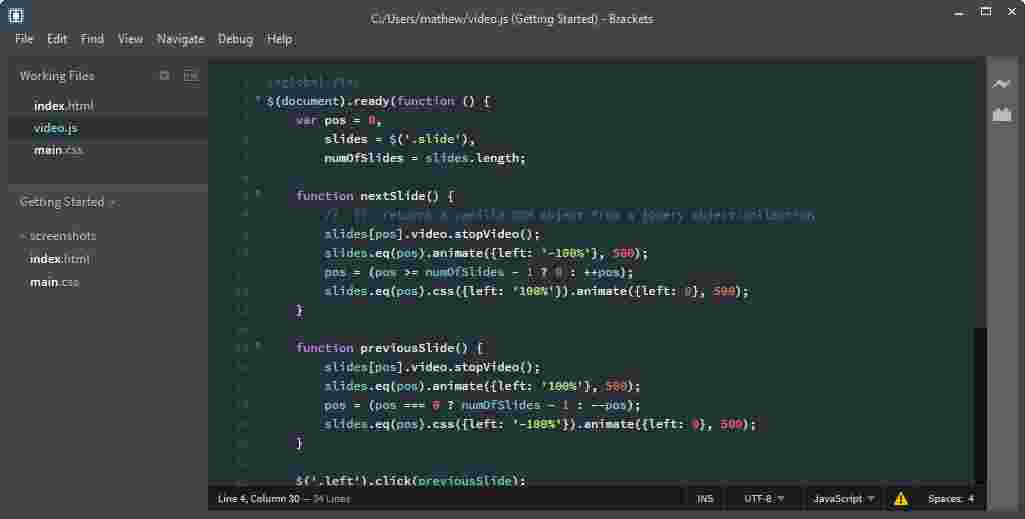 C:/Users/mathew/video.js (Getting Started) - Brackets
File Edit Find View Navigate Debug Help
Working Files
index.html
video.js
main.css
Getting Started
screenshots
index.html
main.css
/*global
$(document).ready(function () {
var pos = 0,
slides = $('.slide'),
numOfSlides = slides.length;
function nextSlide() {
// returns a vanilla DOM object from a jquery object
slides[pos].video.stopVideo();
slides.eq(pos).animate({left: '-100%'}, 500);
pos = (pos >= numOfSlides - 1 ? 0 : ++pos);
slides.eq(pos).css({left: '100%'}).animate({left: 0}, 500);
}
function previousSlide() {
slides[pos].video.stopVideo();
slides.eq(pos).animate({left: '100%'}, 500);
pos = (pos === 0 ? numOfSlides - 1 : --pos);
slides.eq(pos).css({left: '-100%'}).animate({left: 0}, 500);
}
$('.left').click(previousSlide);
Line 4, Column 30 — 34 Lines INS UTF-8 JavaScript Spaces: 4